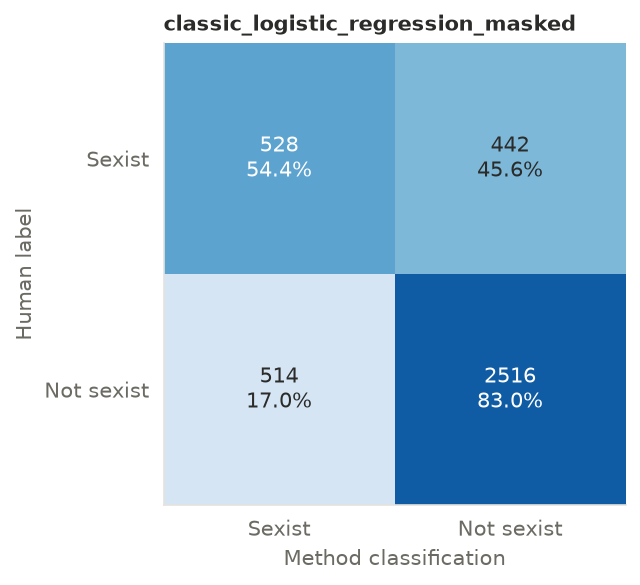 classic_logistic_regression_masked
Human label
Sexist
528
54.4%
442
45.6%
Not sexist
514
17.0%
2516
83.0%
Sexist
Not sexist
Method classification